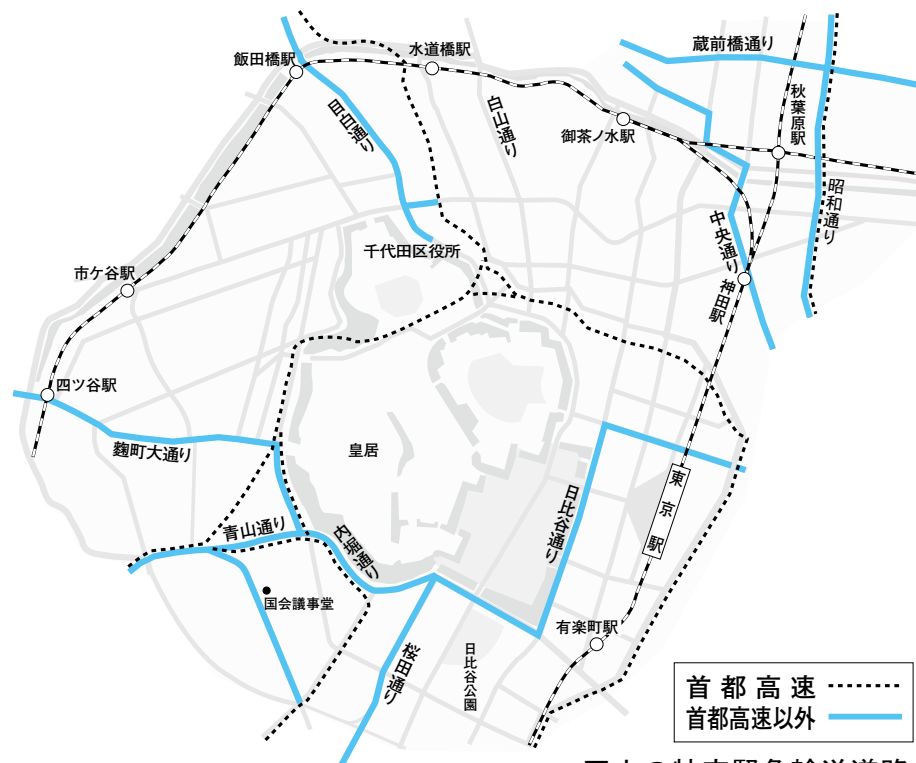 水道橋駅
飯田橋駅
蔵前橋通り
秋葉原駅
目白通り
白山通り
御茶ノ水駅
昭和通り
中央通り
千代田区役所
市ケ谷駅
神田駅
四ツ谷駅
麴町大通り
皇居
東京駅
日比谷通り
青山通り
内堀通り
国会議事堂
有楽町駅
桜田通り
日比谷公園
首都高速
首都高速以外